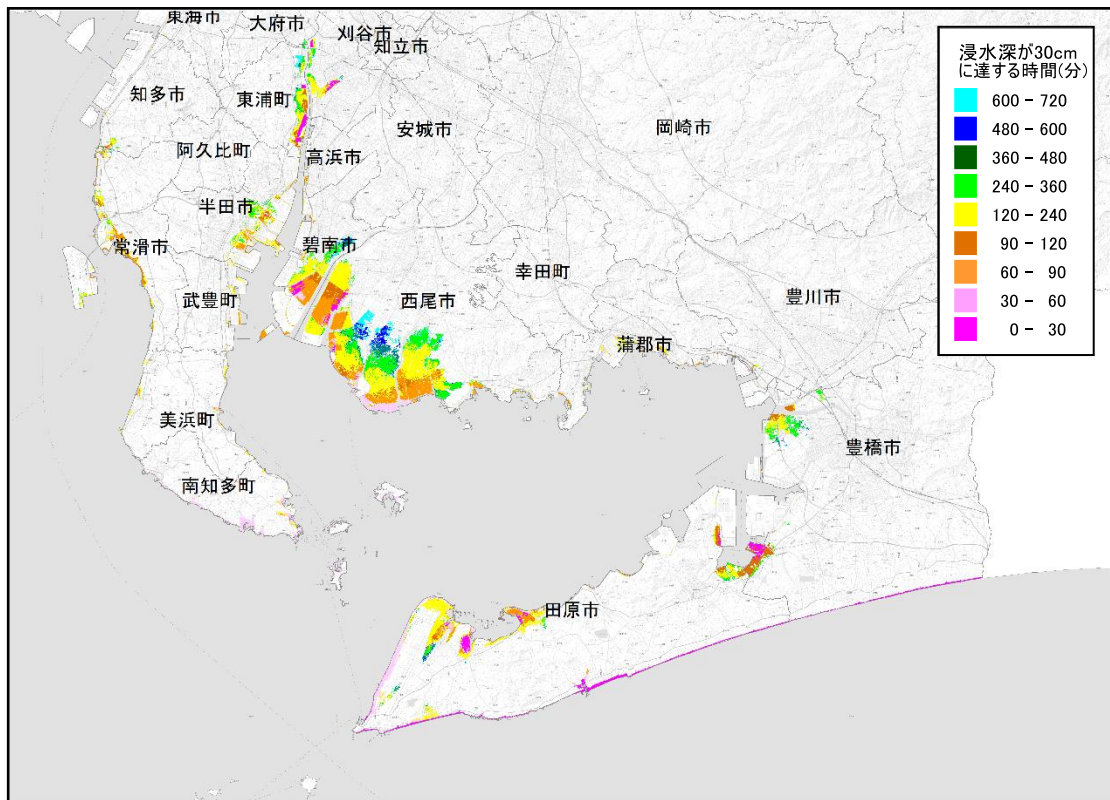 東海市
大府市
刈谷市
知立市
知多市
東浦町
安城市
岡崎市
阿久比町
高浜市
半田市
常滑市
碧南市
武豊町
西尾市
幸田町
豊川市
蒲郡市
美浜町
豊橋市
南知多町
田原市
浸水深が30cm
に達する時間(分)
600 - 720
480 - 600
360 - 480
240 - 360
120 - 240
90 - 120
60 - 90
30 - 60
0 - 30